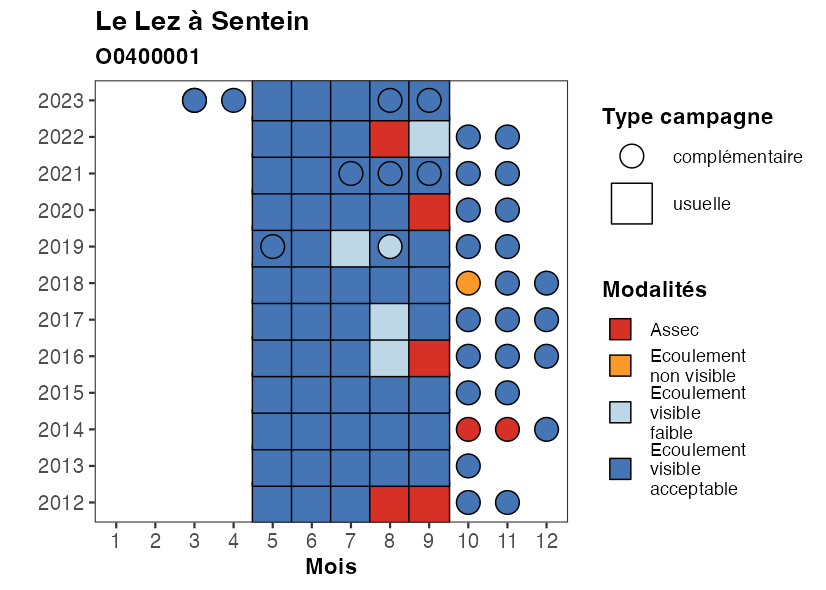 Le Lez à Sentein
O0400001
2023
2022
2021
2020
2019
2018
2017
2016
2015
2014
2013
2012
1 2 3 4 5 6 7 8 9 10 11 12
Mois
Type campagne
complémentaire
usuelle
Modalités
Assec
Ecoulement
non visible
Ecoulement
visible
faible
Ecoulement
visible
acceptable